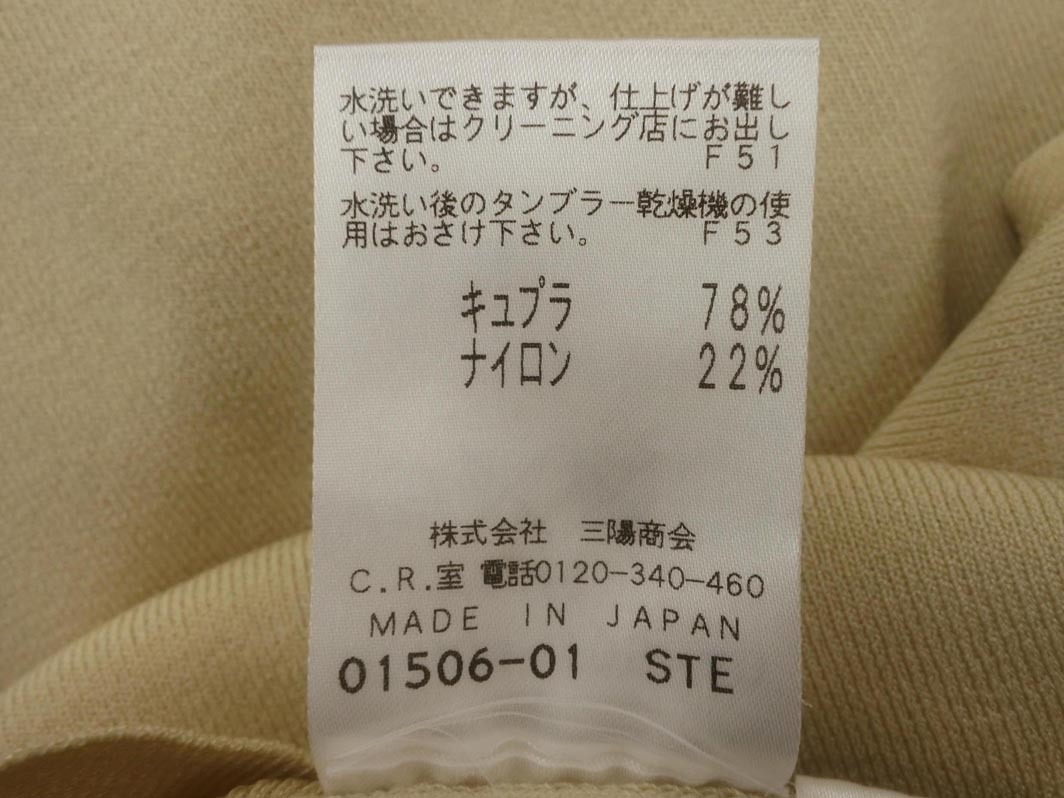 水洗いできますが、仕上げが難し
い場合はクリーニング店にお出し
下さい。 F51
水洗い後のタンブラー乾燥機の使
用はおさけ下さい。 F53
キュプラ 78%
ナイロン 22%
株式会社 三陽商会
C.R.室 電話0120-340-460
MADE IN JAPAN
01506-01 STE